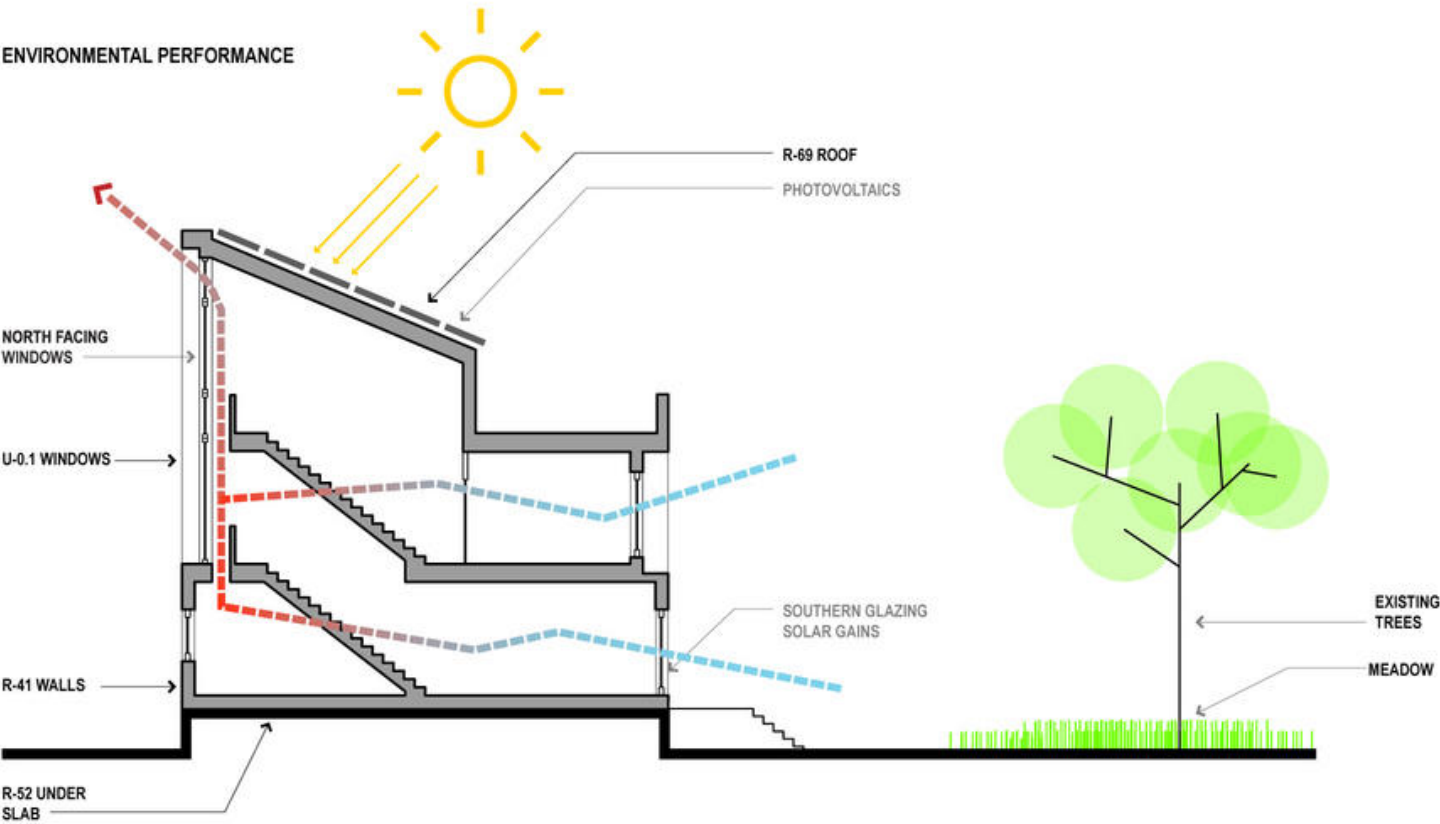 ENVIRONMENTAL PERFORMANCE
R-69 ROOF
PHOTOVOLTAICS
NORTH FACING
WINDOWS
U-0.1 WINDOWS
SOUTHERN GLAZING
SOLAR GAINS
EXISTING
TREES
MEADOW
R-41 WALLS
R-52 UNDER
SLAB